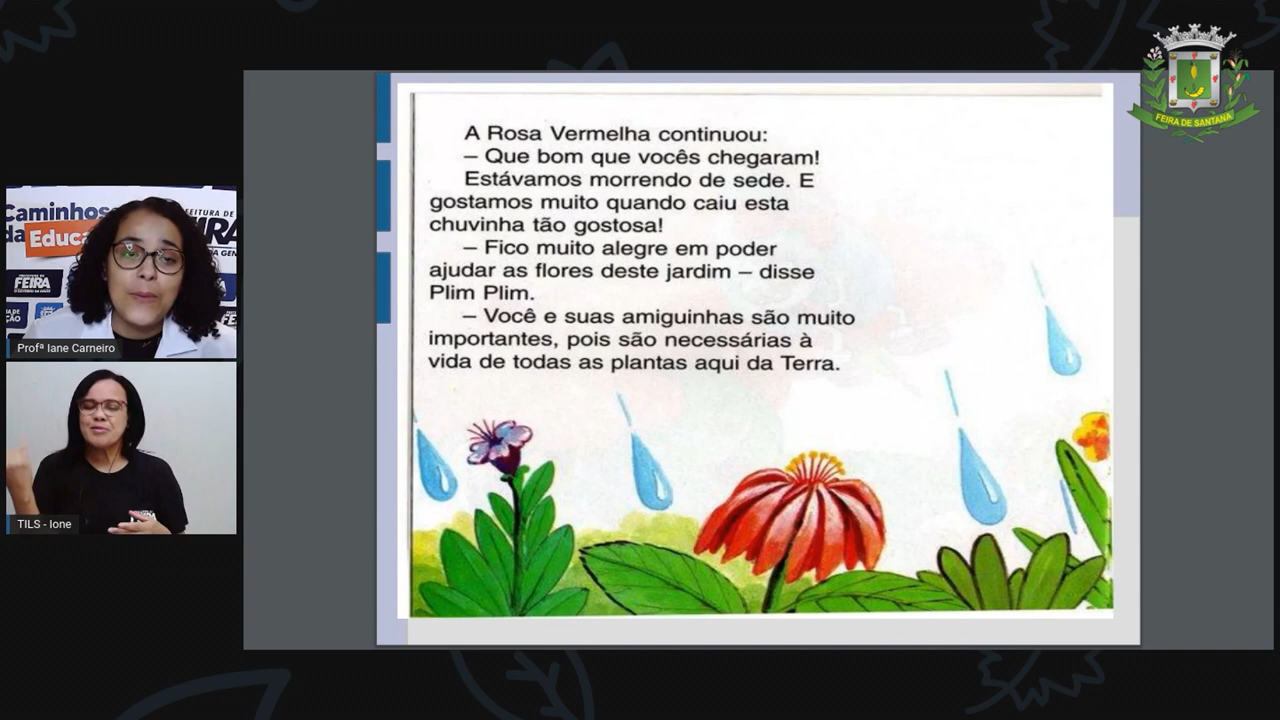 A Rosa Vermelha continuou:
– Que bom que vocês chegaram!
Estávamos morrendo de sede. E
gostamos muito quando caiu esta
chuvinha tão gostosa!
– Fico muito alegre em poder
ajudar as flores deste jardim – disse
Plim Plim.
– Você e suas amiguinhas são muito
importantes, pois são necessárias à
vida de todas as plantas aqui da Terra.
FEIRA DE SANTANA
Caminhos
da Educa
FEIRA
Profª Iane Carneiro
TILS - Ione